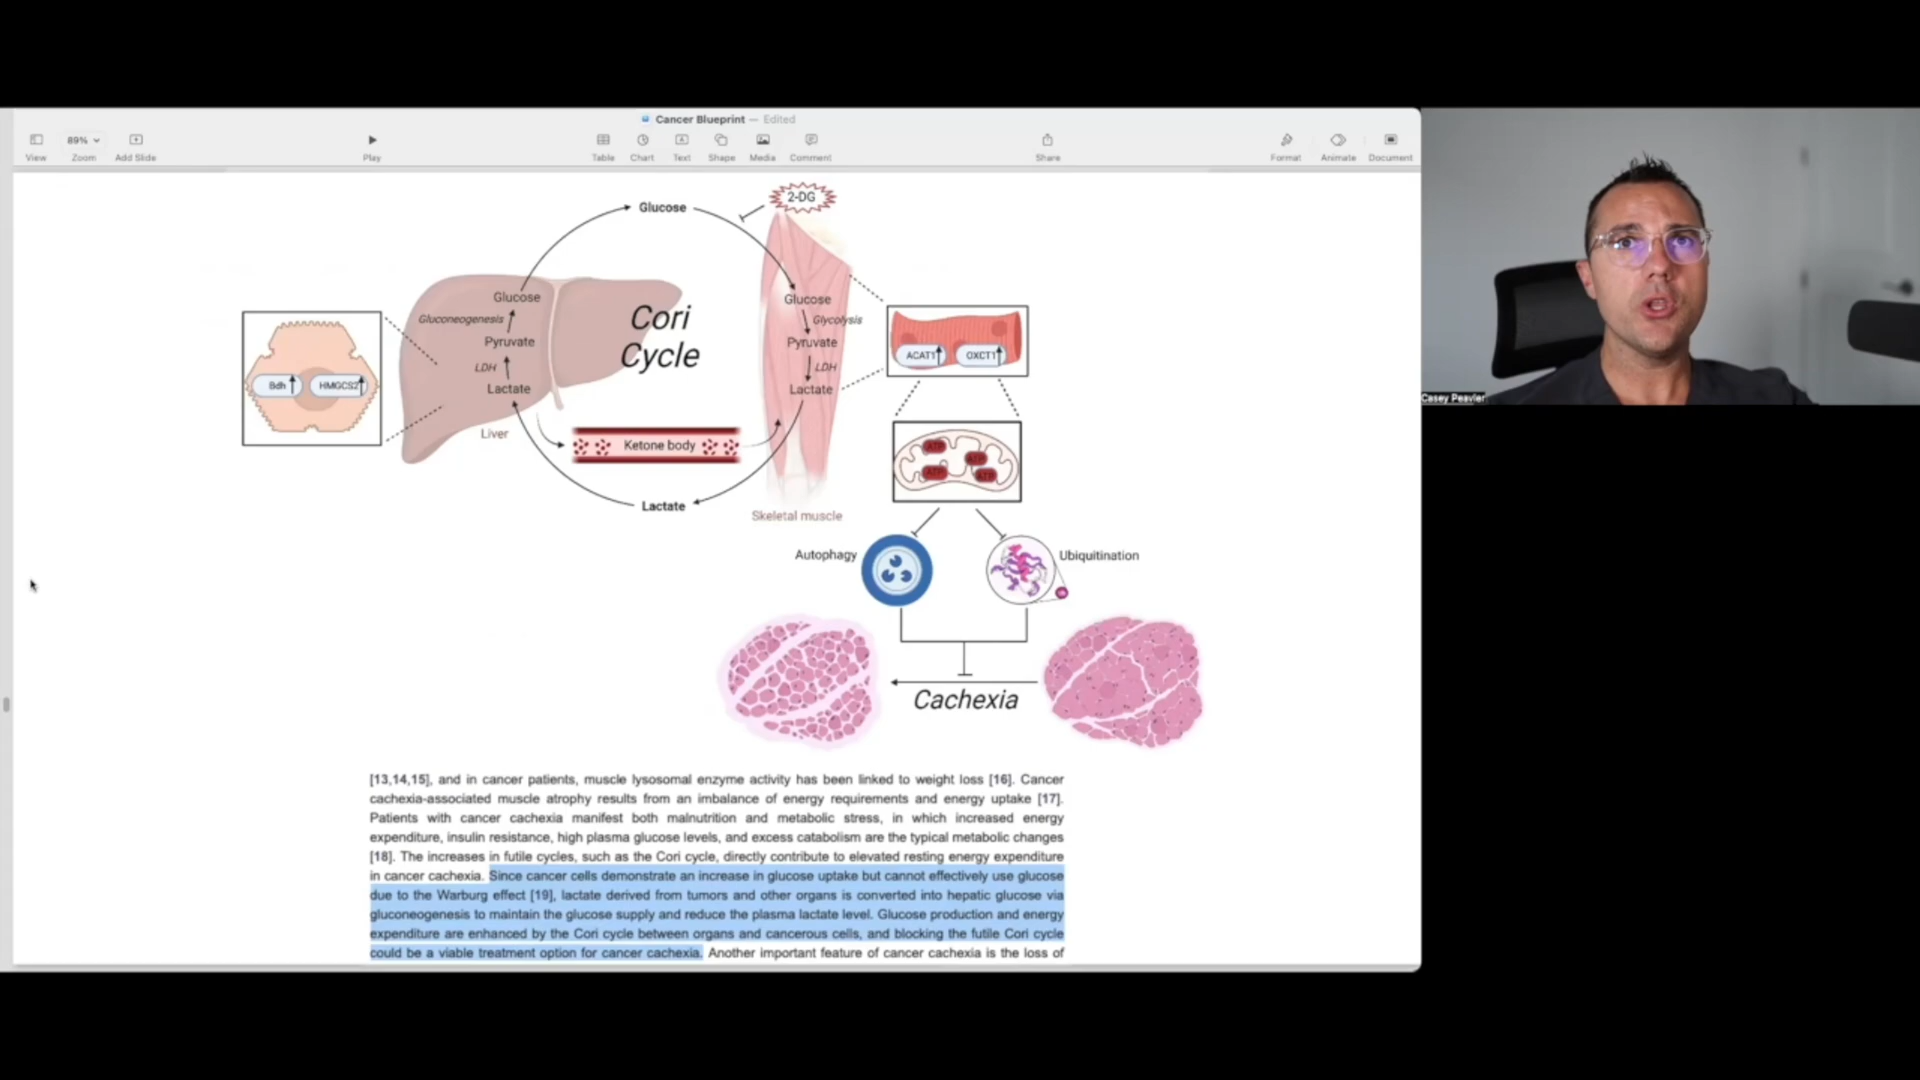 Cancer Blueprint — Edited
89%
View
Zoom
Add Slide
Play
Table
Chart
Text
Shape
Media
Comment
Share
Format
Animate
Document
Glucose
2-DG
Glucose
Gluconeogenesis
Pyruvate
LDH
Lactate
Liver
Cori
Cycle
Glucose
Glycolysis
Pyruvate
LDH
Lactate
Bdh
HMGCS2
ACAT1
OXCT1
Ketone body
Lactate
Skeletal muscle
ATP
ATP
ATP
ATP
Autophagy
Ubiquitination
Cachexia
Casey Peavler
[13,14,15], and in cancer patients, muscle lysosomal enzyme activity has been linked to weight loss [16]. Cancer
cachexia-associated muscle atrophy results from an imbalance of energy requirements and energy uptake [17].
Patients with cancer cachexia manifest both malnutrition and metabolic stress, in which increased energy
expenditure, insulin resistance, high plasma glucose levels, and excess catabolism are the typical metabolic changes
[18]. The increases in futile cycles, such as the Cori cycle, directly contribute to elevated resting energy expenditure
in cancer cachexia. Since cancer cells demonstrate an increase in glucose uptake but cannot effectively use glucose
due to the Warburg effect [19], lactate derived from tumors and other organs is converted into hepatic glucose via
gluconeogenesis to maintain the glucose supply and reduce the plasma lactate level. Glucose production and energy
expenditure are enhanced by the Cori cycle between organs and cancerous cells, and blocking the futile Cori cycle
could be a viable treatment option for cancer cachexia. Another important feature of cancer cachexia is the loss of